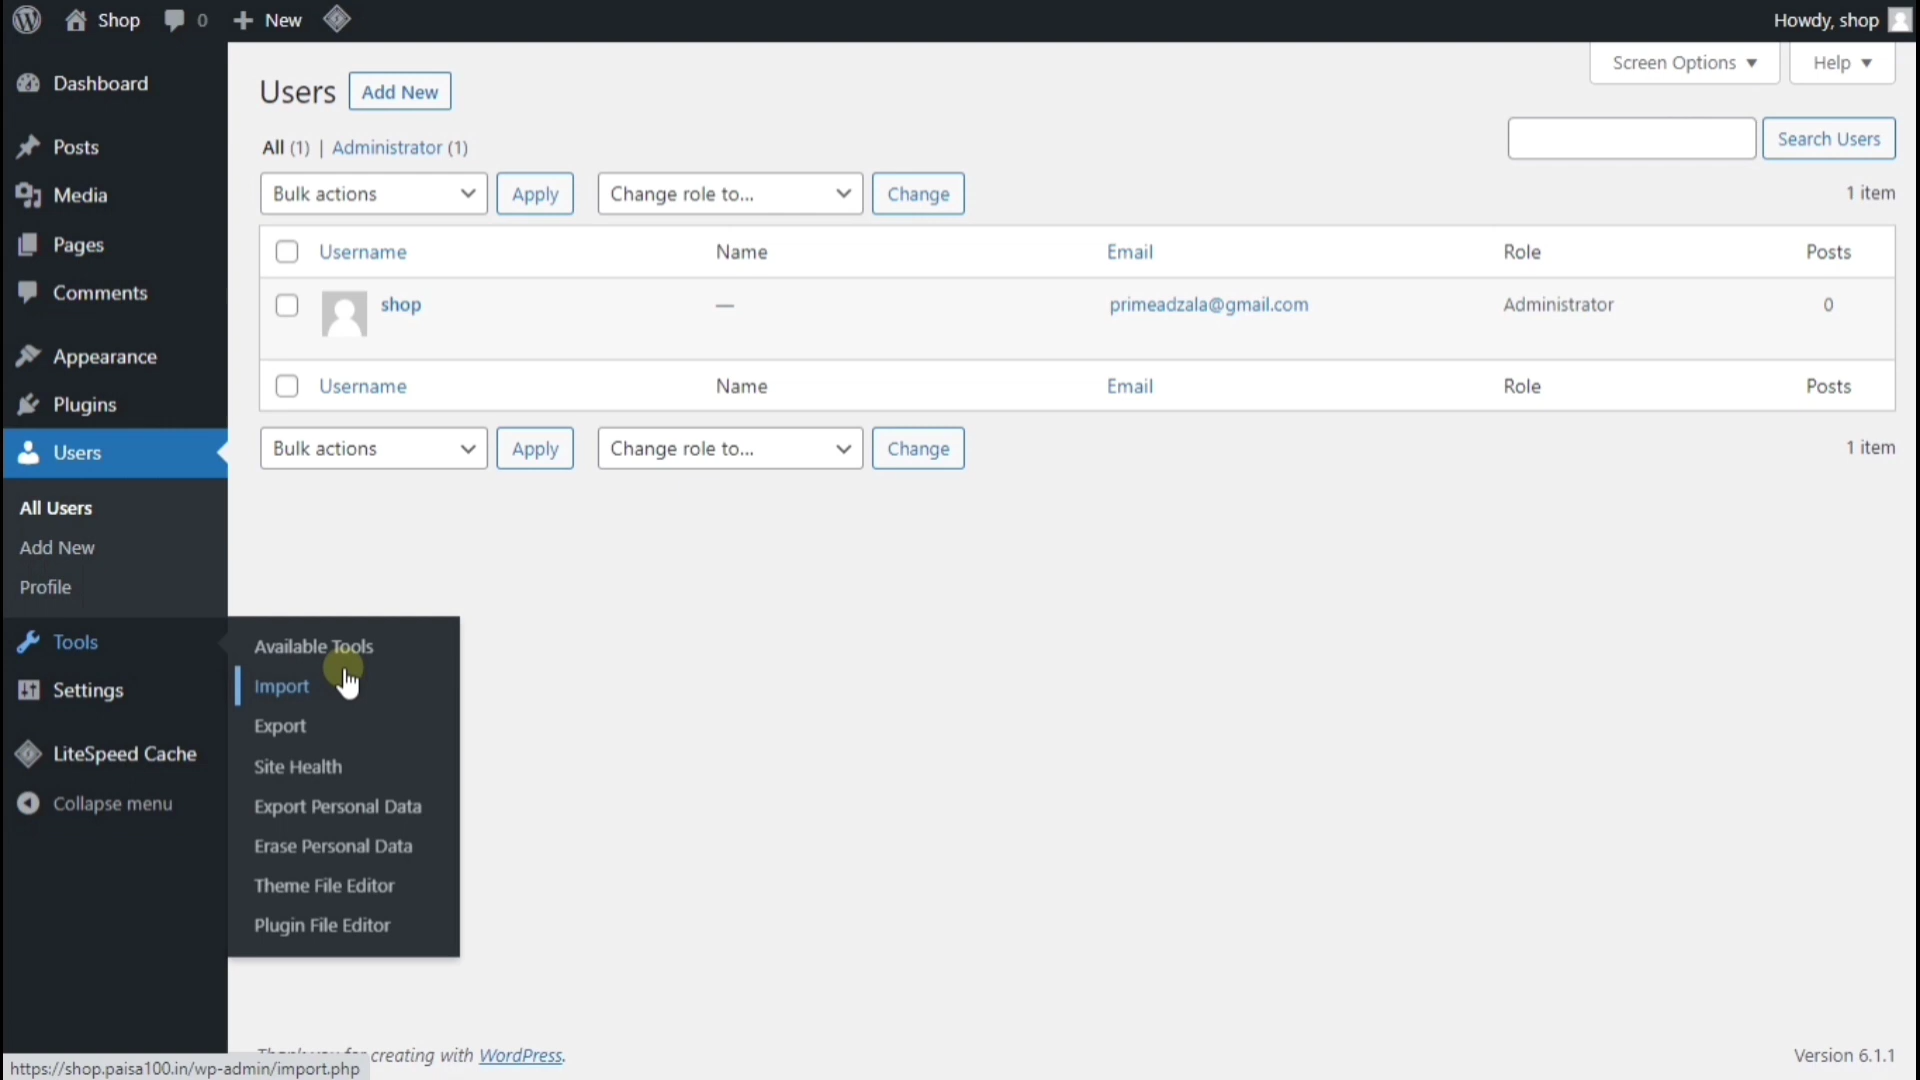 Shop 0 New Howdy, shop
Screen Options Help
Dashboard
Posts
Media
Pages
Comments
Appearance
Plugins
Users
All Users
Add New
Profile
Tools
Settings
LiteSpeed Cache
Collapse menu
Available Tools
Import
Export
Site Health
Export Personal Data
Erase Personal Data
Theme File Editor
Plugin File Editor
Users Add New
All (1) | Administrator (1)
Search Users
Bulk actions Apply Change role to... Change 1 item
Username Name Email Role Posts
shop — primeadzala@gmail.com Administrator 0
Username Name Email Role Posts
Bulk actions Apply Change role to... Change 1 item
creating with WordPress.
Version 6.1.1
https://shop.paisa100.in/wp-admin/import.php